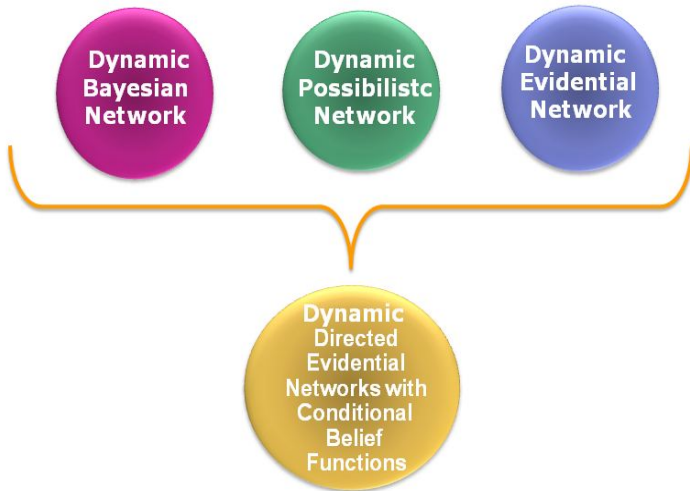 Dynamic
Bayesian
Network
Dynamic
Possibilistc
Network
Dynamic
Evidential
Network
Dynamic
Directed
Evidential
Networks with
Conditional
Belief
Functions